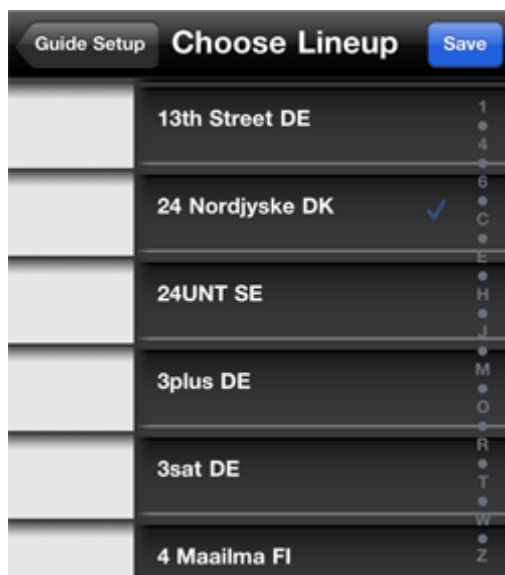 Guide Setup
Choose Lineup
Save
13th Street DE
24 Nordjyske DK
24UNT SE
3plus DE
3sat DE
4 Maailma FI
1
4
6
C
E
H
J
M
O
R
T
W
Z